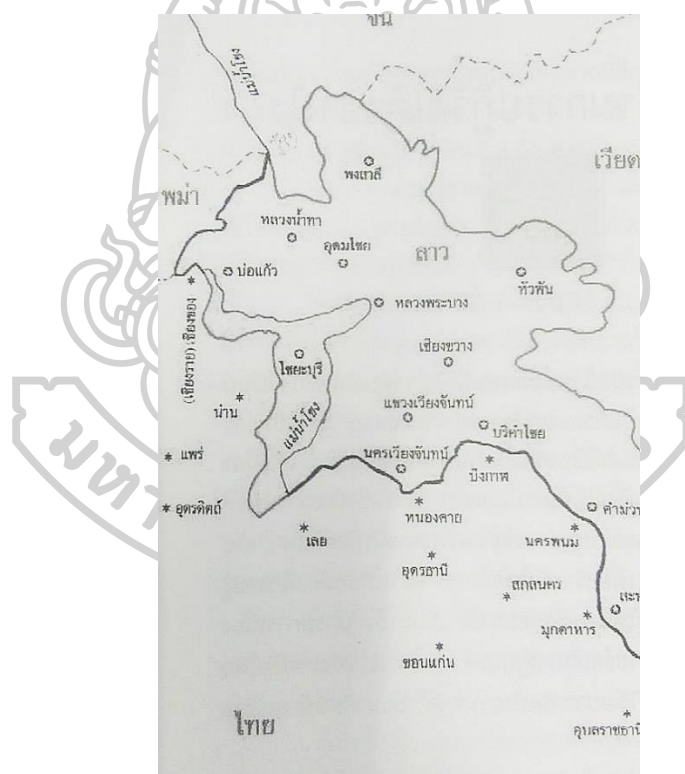 จีน
แม่น้ำโขง
เวียด
พงสาลี
พม่า
หลวงน้ำทา
อุดมไชย
ลาว
บ่อแก้ว
หัวพัน
หลวงพระบาง
(เชียงราย) เชียงของ
เชียงขวาง
ไชยะบุรี
น่าน
แม่น้ำโขง
แขวงเวียงจันทน์
บริคำไชย
แพร่
นครเวียงจันทน์
บึงกาฬ
อุตรดิตถ์
หนองคาย
คำม่วน
เลย
นครพนม
อุดรธานี
สกลนคร
สะห
มุกดาหาร
ขอนแก่น
ไทย
อุบลราชธานี